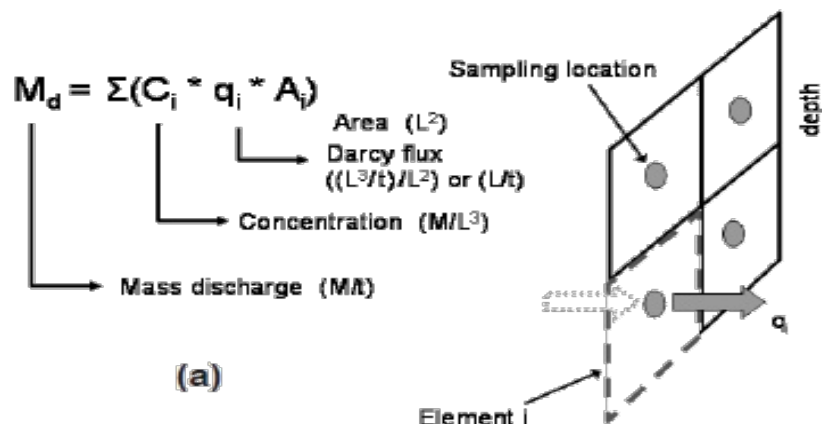 M_d = Σ(C_i * q_i * A_i)
Area (L²)
Darcy flux
((L³/t)/L²) or (L/t)
Concentration (M/L³)
Mass discharge (M/t)
(a)
Sampling location
depth
q_i
Element i